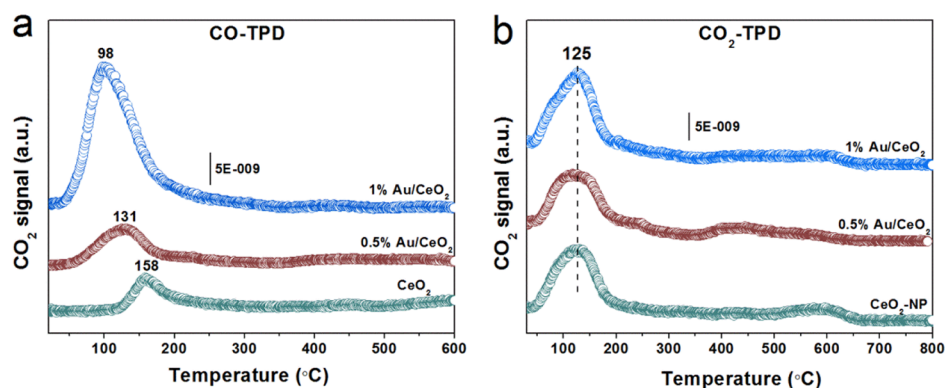 a
CO-TPD
98
5E-009
1% Au/CeO₂
131
0.5% Au/CeO₂
158
CeO₂
CO₂ signal (a.u.)
100 200 300 400 500 600
Temperature (°C)
b
CO₂-TPD
125
5E-009
1% Au/CeO₂
0.5% Au/CeO₂
CeO₂-NP
CO₂ signal (a.u.)
100 200 300 400 500 600 700 800
Temperature (°C)